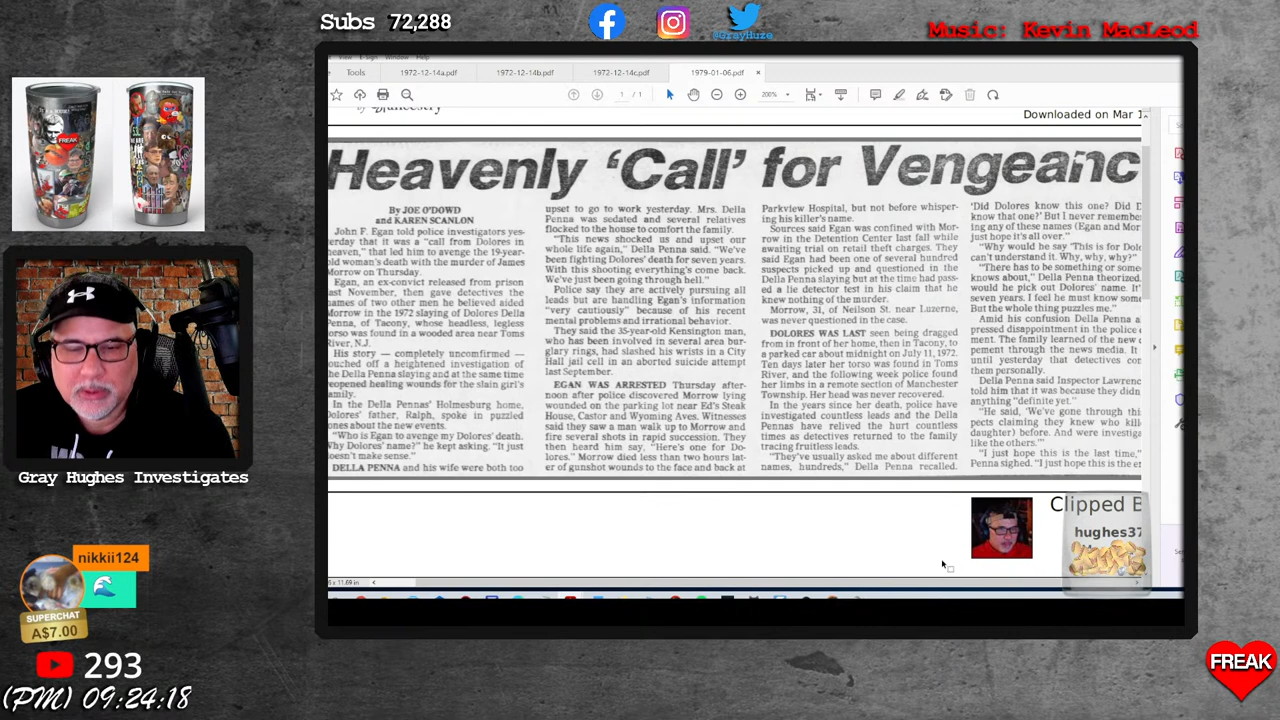 Subs 72,288
@GrayHuze
Music: Kevin MacLeod
Tools
1972-12-14a.pdf
1972-12-14b.pdf
1972-12-14c.pdf
1979-01-06.pdf
1 / 1
200%
Downloaded on Mar 1
Heavenly 'Call' for Vengeanc
By JOE O'DOWD
and KAREN SCANLON
John F. Egan told police investigators yes-
terday that it was a "call from Dolores in
heaven," that led him to avenge the 19-year-
old woman's death with the murder of James
Morrow on Thursday.
Egan, an ex-convict released from prison
last November, then gave detectives the
names of two other men he believed aided
Morrow in the 1972 slaying of Dolores Della
Penna, of Tacony, whose headless, legless
torso was found in a wooded area near Toms
River, N.J.
His story — completely uncomfirmed —
touched off a heightened investigation of
the Della Penna slaying and at the same time
reopened healing wounds for the slain girl's
family.
In the Della Pennas' Holmesburg home,
Dolores' father, Ralph, spoke in puzzled
tones about the new events.
"Who is Egan to avenge my Dolores' death.
Why Dolores' name?" he kept asking. "It just
doesn't make sense."
DELLA PENNA and his wife were both too
upset to go to work yesterday. Mrs. Della
Penna was sedated and several relatives
flocked to the house to comfort the family.
"This news shocked us and upset our
whole life again," Della Penna said. "We've
been fighting Dolores' death for seven years.
With this shooting everything's come back.
We've just been going through hell."
Police say they are actively pursuing all
leads but are handling Egan's information
"very cautiously" because of his recent
mental problems and irrational behavior.
They said the 35-year-old Kensington man,
who has been involved in several area bur-
glary rings, had slashed his wrists in a City
Hall jail cell in an aborted suicide attempt
last September.
EGAN WAS ARRESTED Thursday after-
noon after police discovered Morrow lying
wounded on the parking lot near Ed's Steak
House, Castor and Wyoming Aves. Witnesses
said they saw a man walk up to Morrow and
fire several shots in rapid succession. They
then heard him say, "Here's one for Do-
lores." Morrow died less than two hours lat-
er of gunshot wounds to the face and back at
Parkview Hospital, but not before whisper-
ing his killer's name.
Sources said Egan was confined with Mor-
row in the Detention Center last fall while
awaiting trial on retail theft charges. They
said Egan had been one of several hundred
suspects picked up and questioned in the
Della Penna slaying but at the time had pass-
ed a lie detector test in his claim that he
knew nothing of the murder.
Morrow, 31, of Neilson St. near Luzerne,
was never questioned in the case.
DOLORES WAS LAST seen being dragged
from in front of her home, then in Tacony, to
a parked car about midnight on July 11, 1972.
Ten days later her torso was found in Toms
River, and the following week police found
her limbs in a remote section of Manchester
Township. Her head was never recovered.
In the years since her death, police have
investigated countless leads and the Della
Pennas have relived the hurt countless
times as detectives returned to the family
tracing fruitless leads.
"They've usually asked me about different
names, hundreds," Della Penna recalled.
'Did Dolores know this one? Did D
know that one?' But I never remembe
ing any of these names (Egan and Mor
just hope it's all over."
"Why would he say 'This is for Dolo
can't understand it. Why, why, why?"
"There has to be something or some
knows about," Della Penna theorized.
would he pick out Dolores' name. It'
seven years. I feel he must know som
But the whole thing puzzles me."
Amid his confusion Della Penna a
pressed disappointment in the police d
ment. The family learned of the new d
pement through the news media. It
until yesterday that detectives con
them personally.
Della Penna said Inspector Lawrenc
told him that it was because they didn
anything "definite yet."
"He said, 'We've gone through thi
pects claiming they knew who kill
daughter) before. And were investiga
like the others.'"
"I just hope this is the last time,"
Penna sighed. "I just hope this is the er
Clipped B
hughes37
FREAK
Gray Hughes Investigates
nikkii124
SUPERCHAT
A$7.00
293
(PM) 09:24:18
FREAK